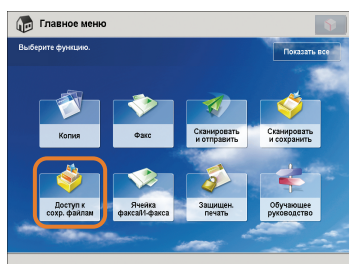 Главное меню
Выберите функцию.
Показать все
Копия
Факс
Сканировать
и отправить
Сканировать
и сохранить
Доступ к
сохр. файлам
Ячейка
факса/И-факса
Защищен.
печать
Обучающее
руководство